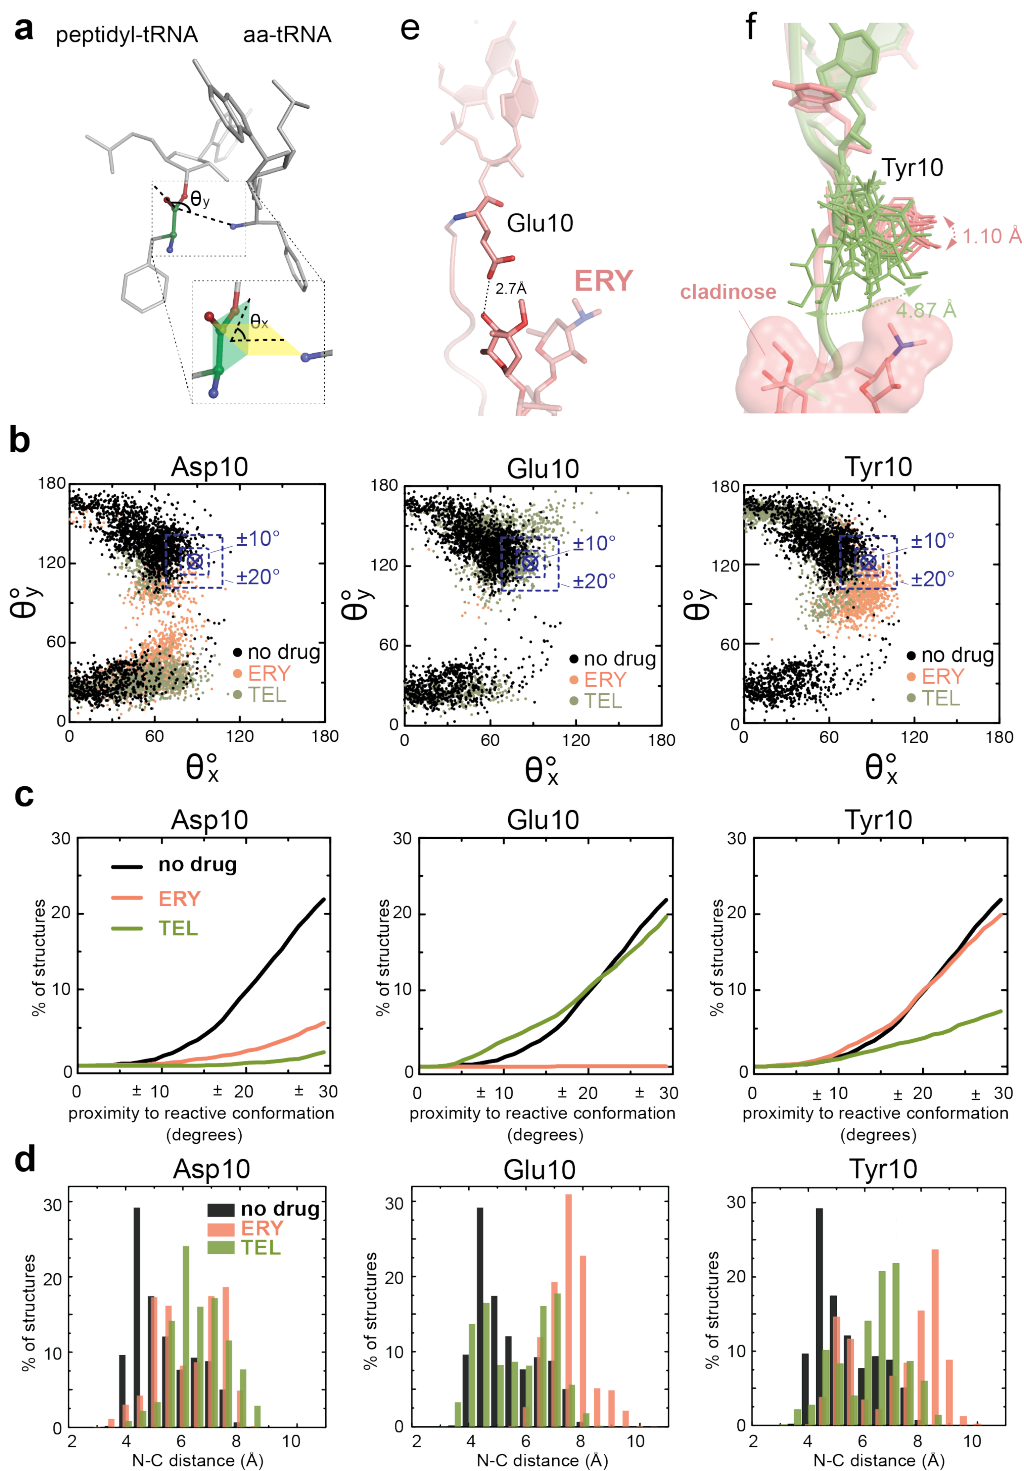 a
peptidyl-tRNA aa-tRNA
θy
θx
e
Glu10
2.7Å
ERY
f
Tyr10
1.10 Å
cladinose
4.87 Å
b
Asp10
180
120
60
0
θ°y
±10°
±20°
no drug
ERY
TEL
0 60 120 180
θ°x
Glu10
180
120
60
0
θ°y
±10°
±20°
no drug
ERY
TEL
0 60 120 180
θ°x
Tyr10
180
120
60
0
θ°y
±10°
±20°
no drug
ERY
TEL
0 60 120 180
θ°x
c
Asp10
30
20
10
0
% of structures
no drug
ERY
TEL
0 ± 10 ± 20 ± 30
proximity to reactive conformation
(degrees)
Glu10
30
20
10
0
% of structures
0 ± 10 ± 20 ± 30
proximity to reactive conformation
(degrees)
Tyr10
30
20
10
0
% of structures
0 ± 10 ± 20 ± 30
proximity to reactive conformation
(degrees)
d
Asp10
30
20
10
0
% of structures
no drug
ERY
TEL
2 4 6 8 10
N-C distance (Å)
Glu10
30
20
10
0
% of structures
2 4 6 8 10
N-C distance (Å)
Tyr10
30
20
10
0
% of structures
2 4 6 8 10
N-C distance (Å)